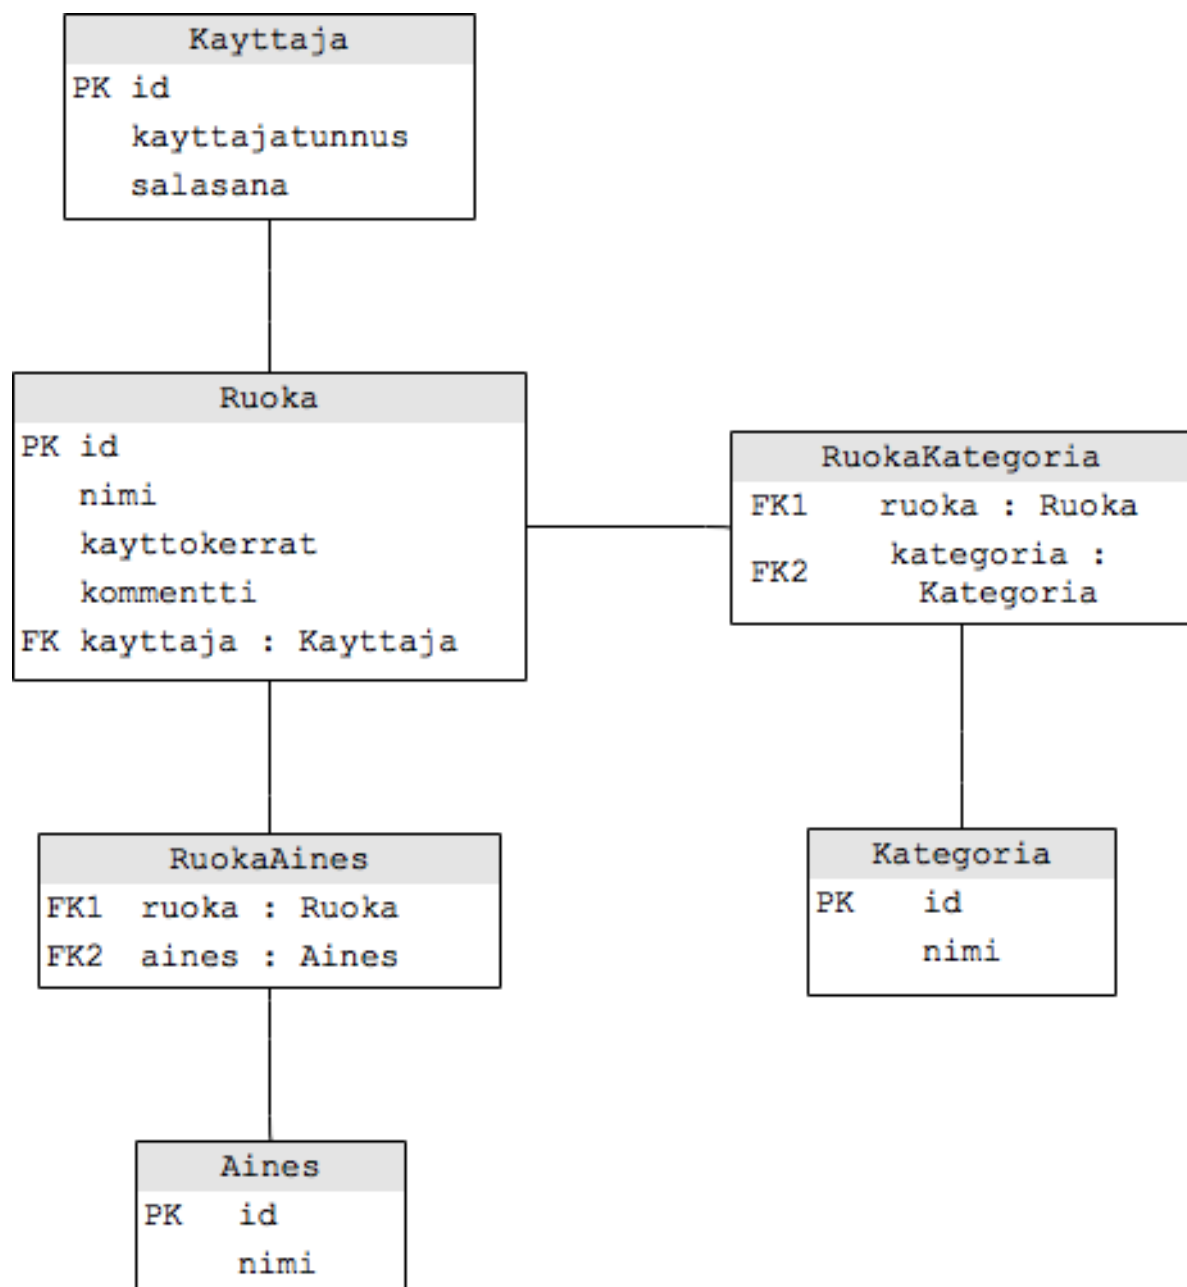 Kayttaja
PK id
kayttajatunnus
salasana
Ruoka
PK id
nimi
kayttokerrat
kommentti
FK kayttaja : Kayttaja
RuokaKategoria
FK1 ruoka : Ruoka
FK2 kategoria :
Kategoria
RuokaAines
FK1 ruoka : Ruoka
FK2 aines : Aines
Kategoria
PK id
nimi
Aines
PK id
nimi